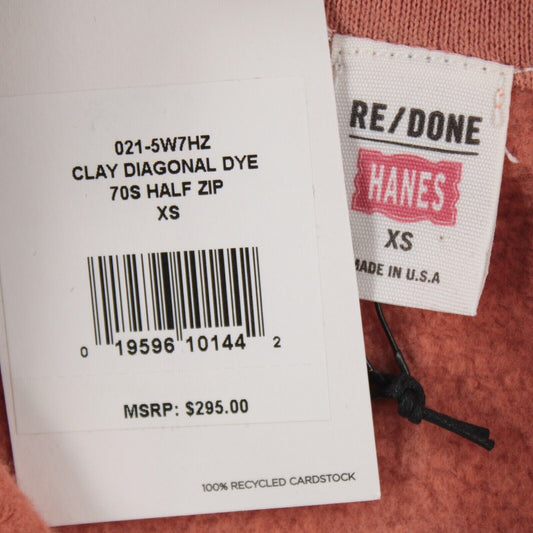 021-5W7HZ
CLAY DIAGONAL DYE
70S HALF ZIP
XS
0 19596 10144 2
MSRP: $295.00
100% RECYCLED CARDSTOCK
RE/DONE
HANES
XS
MADE IN U.S.A